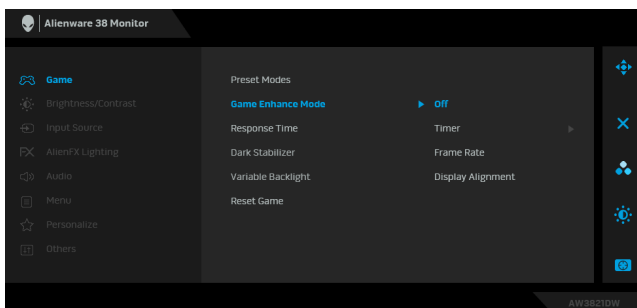 Alienware 38 Monitor
Game
Brightness/Contrast
Input Source
AlienFX Lighting
Audio
Menu
Personalize
Others
Preset Modes
Game Enhance Mode
Response Time
Dark Stabilizer
Variable Backlight
Reset Game
Off
Timer
Frame Rate
Display Alignment
AW3821DW